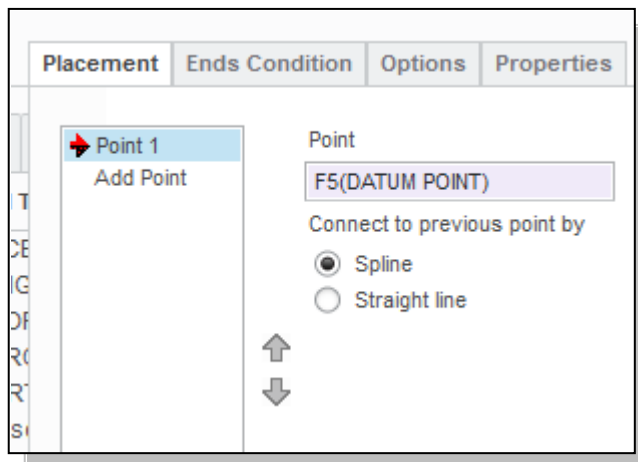 Placement Ends Condition Options Properties
Point 1
Add Point
Point
F5(DATUM POINT)
Connect to previous point by
Spline
Straight line